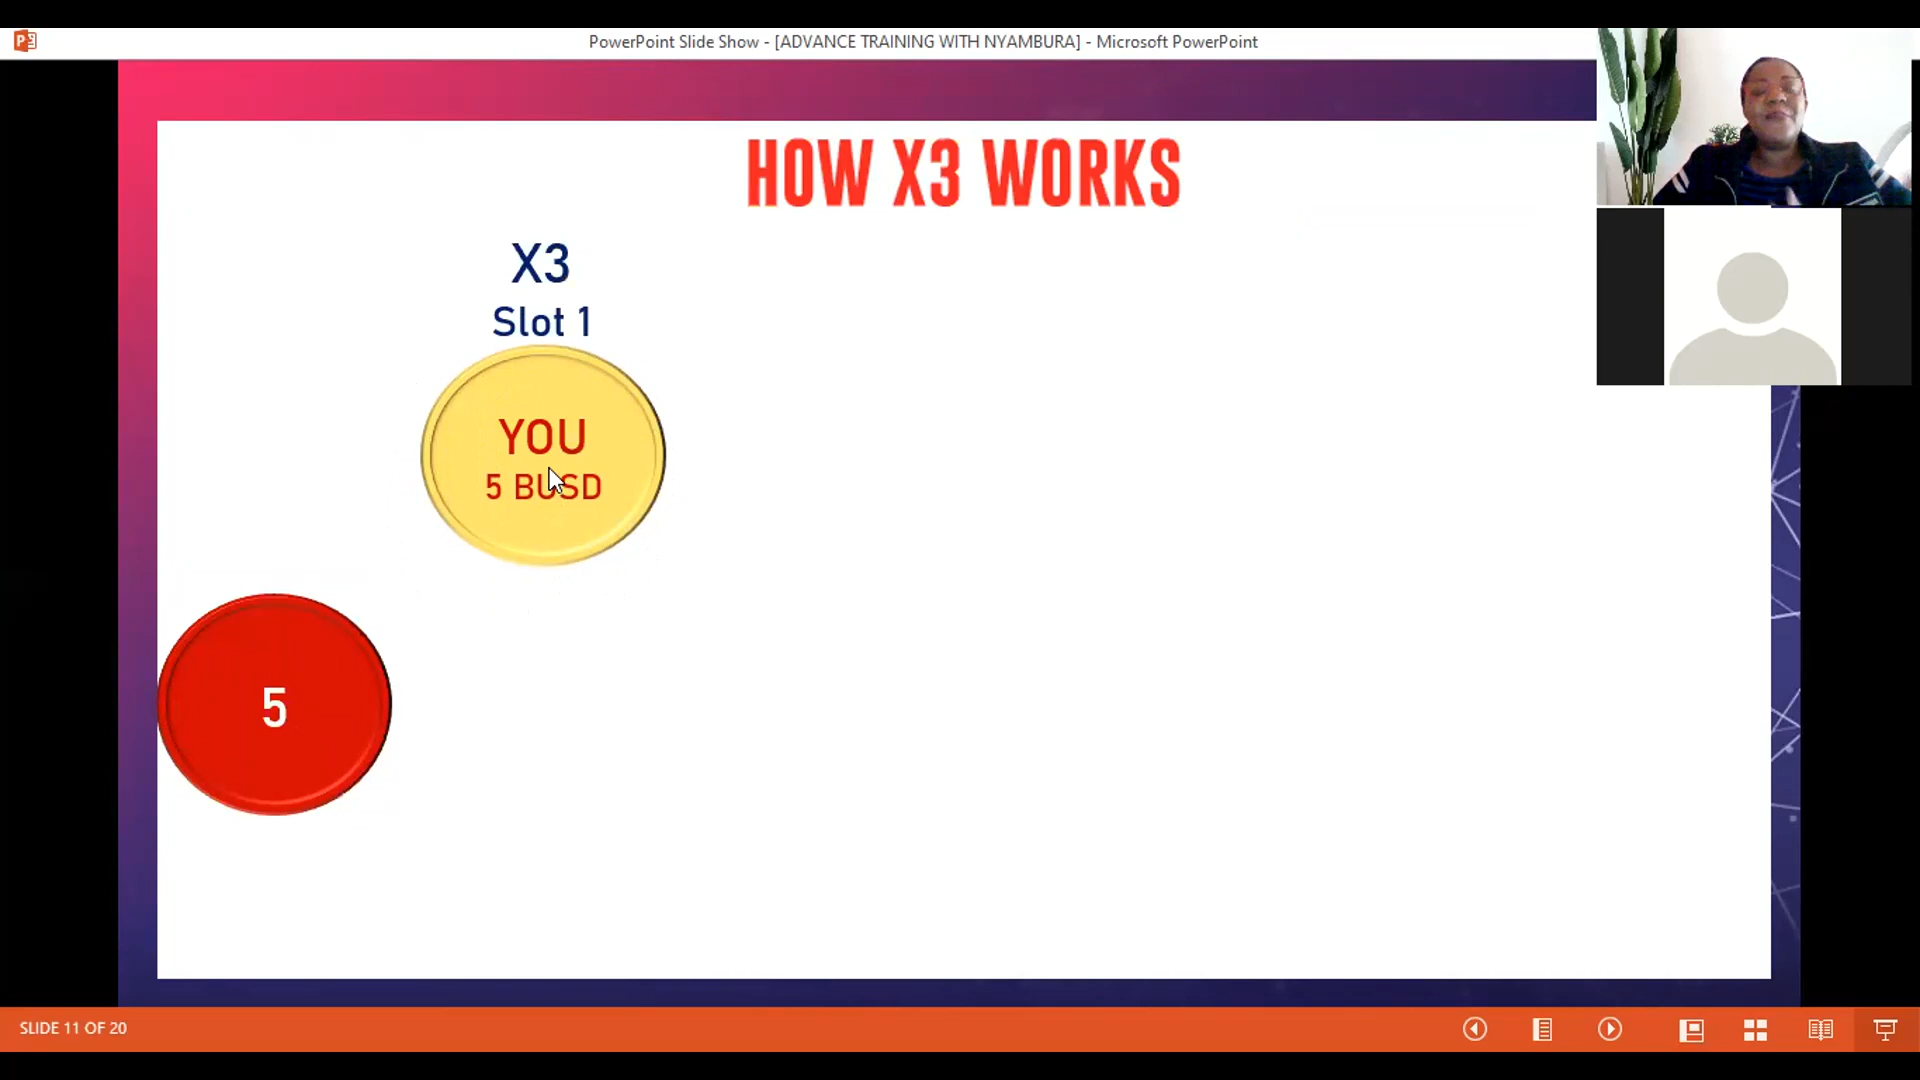 PowerPoint Slide Show - [ADVANCE TRAINING WITH NYAMBURA] - Microsoft PowerPoint
HOW X3 WORKS
X3
Slot 1
YOU
5 BUSD
5
SLIDE 11 OF 20